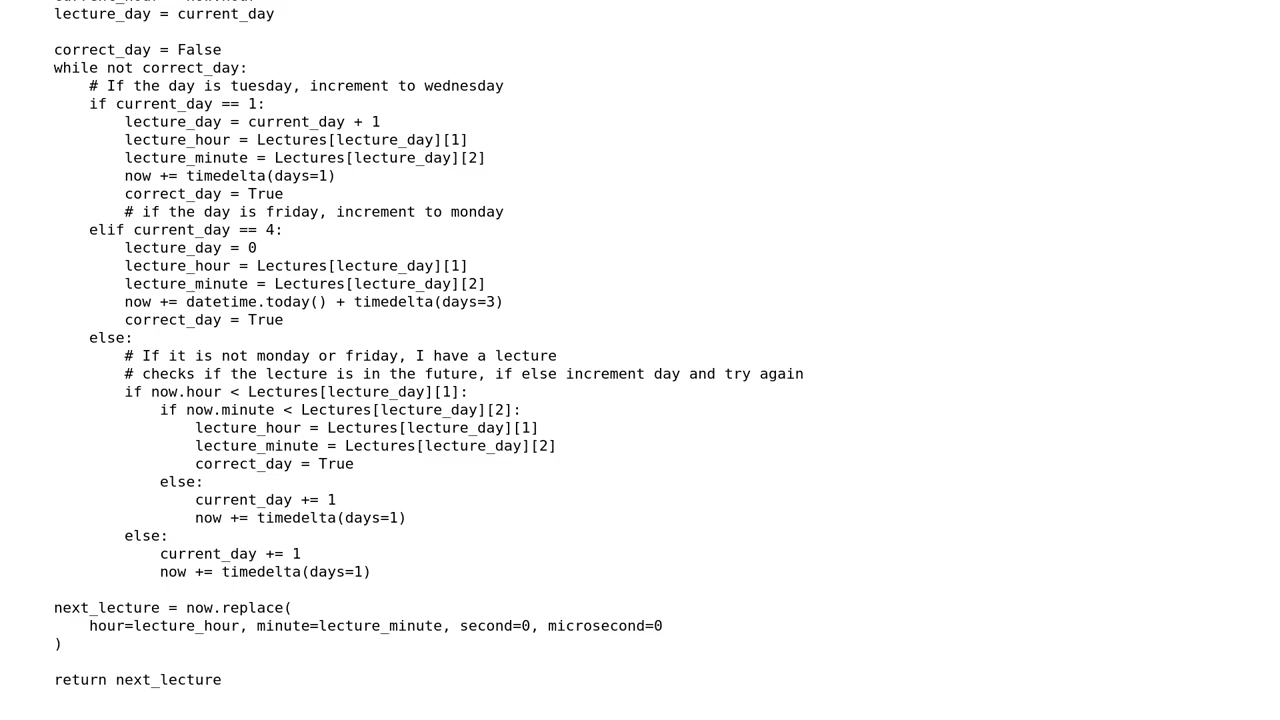 lecture_day = current_day

correct_day = False
while not correct_day:
    # If the day is tuesday, increment to wednesday
    if current_day == 1:
        lecture_day = current_day + 1
        lecture_hour = Lectures[lecture_day][1]
        lecture_minute = Lectures[lecture_day][2]
        now += timedelta(days=1)
        correct_day = True
        # if the day is friday, increment to monday
    elif current_day == 4:
        lecture_day = 0
        lecture_hour = Lectures[lecture_day][1]
        lecture_minute = Lectures[lecture_day][2]
        now += datetime.today() + timedelta(days=3)
        correct_day = True
    else:
        # If it is not monday or friday, I have a lecture
        # checks if the lecture is in the future, if else increment day and try again
        if now.hour < Lectures[lecture_day][1]:
            if now.minute < Lectures[lecture_day][2]:
                lecture_hour = Lectures[lecture_day][1]
                lecture_minute = Lectures[lecture_day][2]
                correct_day = True
            else:
                current_day += 1
                now += timedelta(days=1)
        else:
            current_day += 1
            now += timedelta(days=1)

next_lecture = now.replace(
    hour=lecture_hour, minute=lecture_minute, second=0, microsecond=0
)

return next_lecture